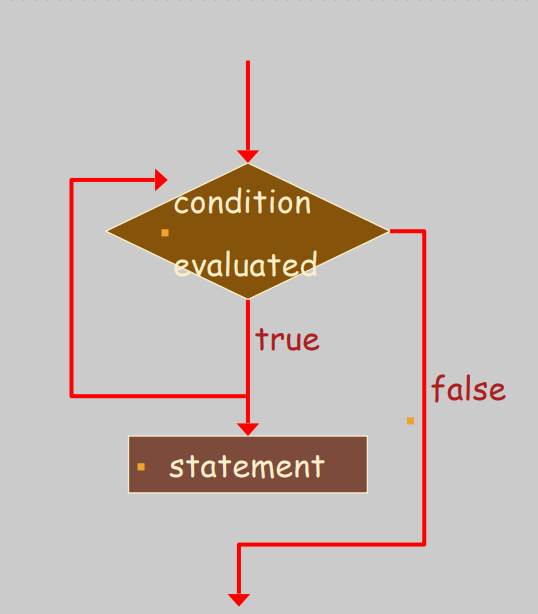 condition
evaluated
true
false
statement